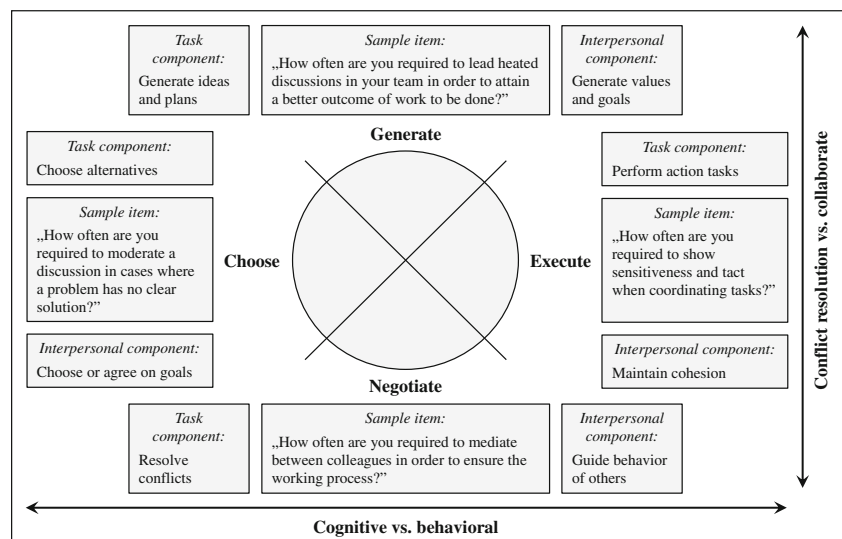 Task
component:
Generate ideas
and plans
Sample item:
„How often are you required to lead heated
discussions in your team in order to attain
a better outcome of work to be done?”
Interpersonal
component:
Generate values
and goals
Generate
Task component:
Choose alternatives
Sample item:
„How often are you
required to moderate a
discussion in cases where
a problem has no clear
solution?”
Interpersonal component:
Choose or agree on goals
Choose
Execute
Task component:
Perform action tasks
Sample item:
„How often are you
required to show
sensitiveness and tact
when coordinating tasks?”
Interpersonal component:
Maintain cohesion
Negotiate
Task
component:
Resolve
conflicts
Sample item:
„How often are you required to mediate
between colleagues in order to ensure the
working process?”
Interpersonal
component:
Guide behavior
of others
Cognitive vs. behavioral
Conflict resolution vs. collaborate